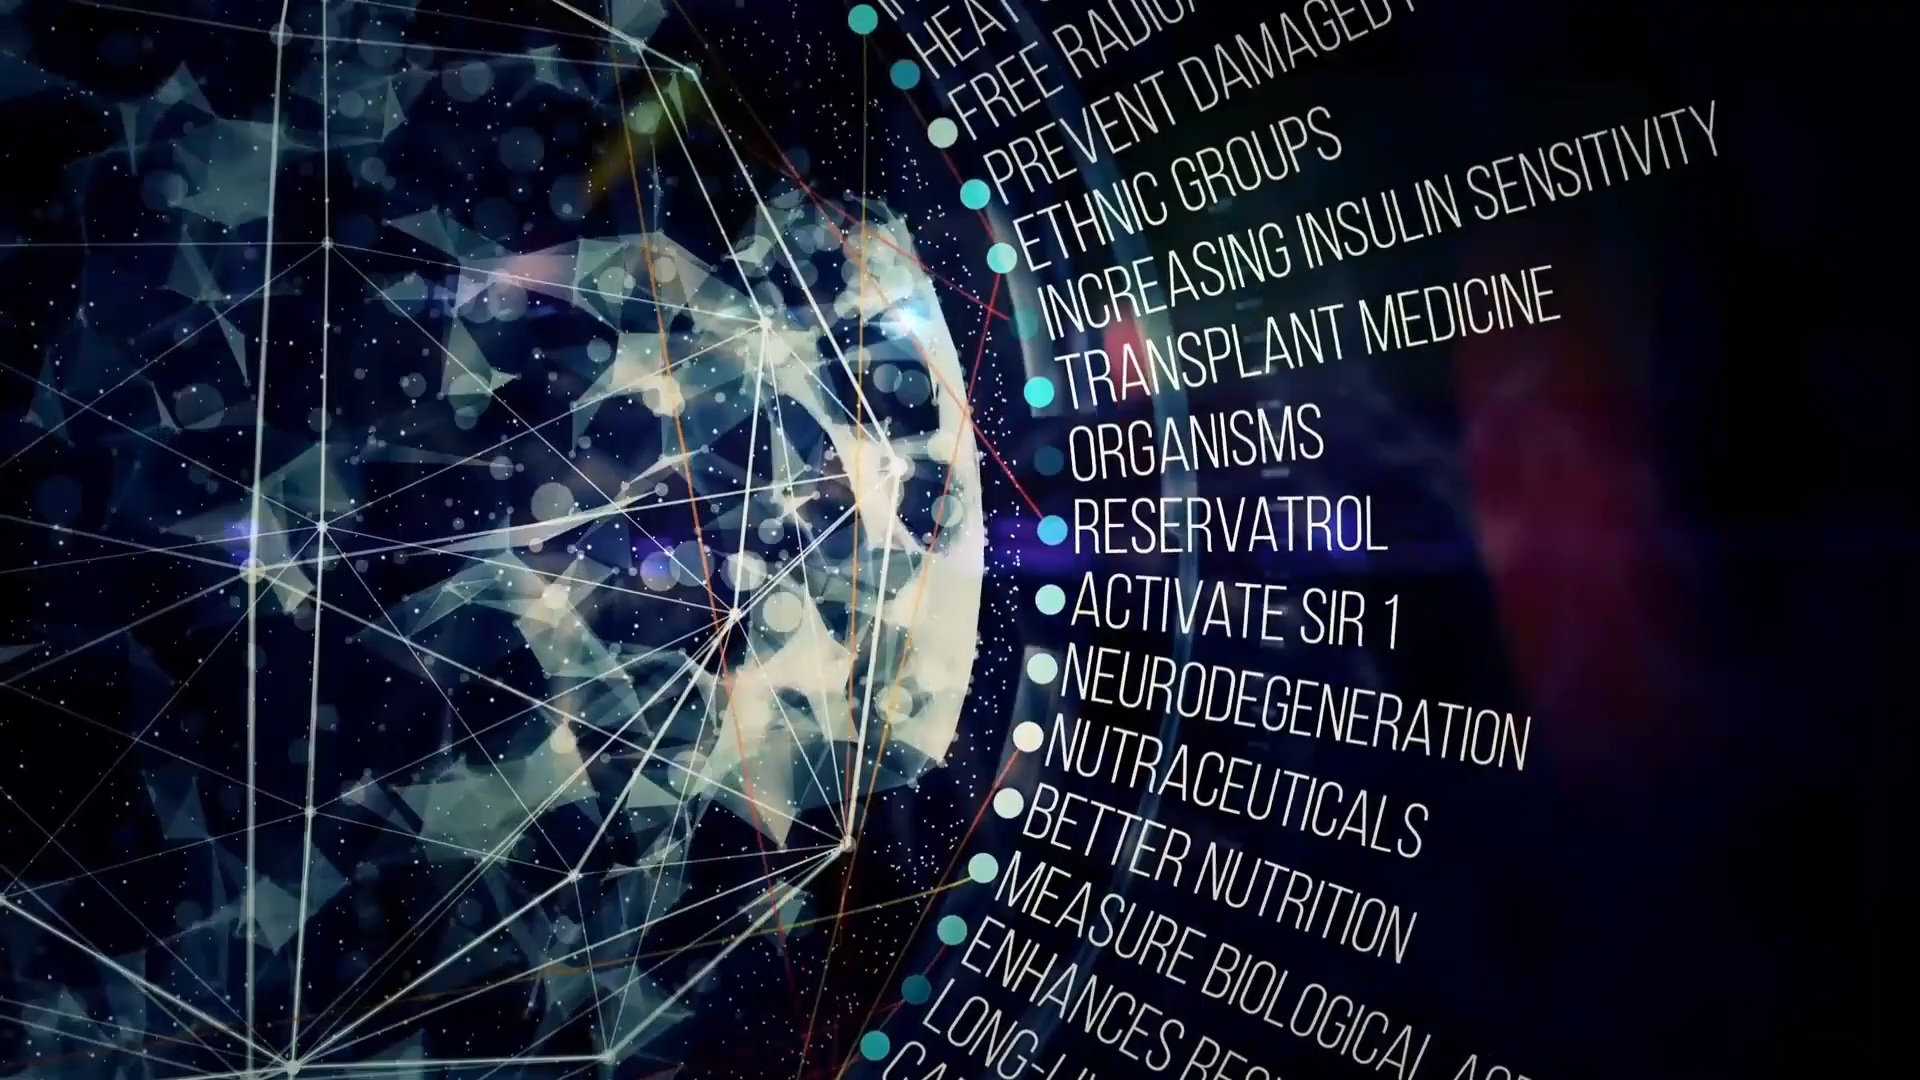 FREE
PREVENT DAMAGED
ETHNIC GROUPS
INCREASING INSULIN SENSITIVITY
TRANSPLANT MEDICINE
ORGANISMS
RESERVATROL
ACTIVATE SIR 1
NEURODEGENERATION
NUTRACEUTICALS
BETTER NUTRITION
MEASURE BIOLOGICAL
ENHANCES